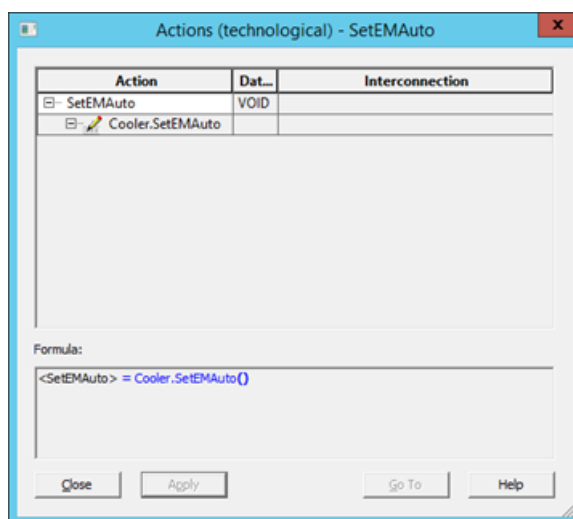 Actions (technological) - SetEMAuto
x
Action Dat... Interconnection
SetEMAuto VOID
Cooler.SetEMAuto
Formula:
<SetEMAuto> = Cooler.SetEMAuto()
Close Apply Go To Help